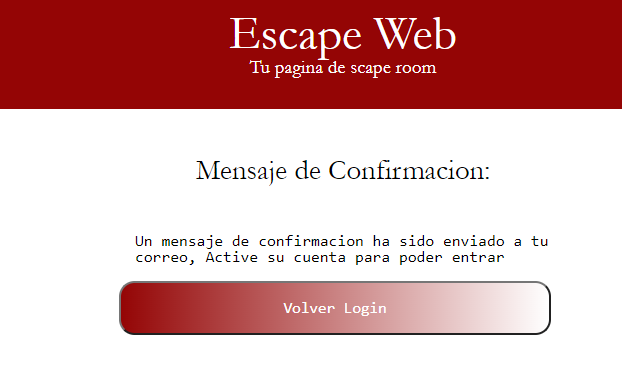 Escape Web
Tu pagina de scape room
Mensaje de Confirmacion:
Un mensaje de confirmacion ha sido enviado a tu
correo, Active su cuenta para poder entrar
Volver Login